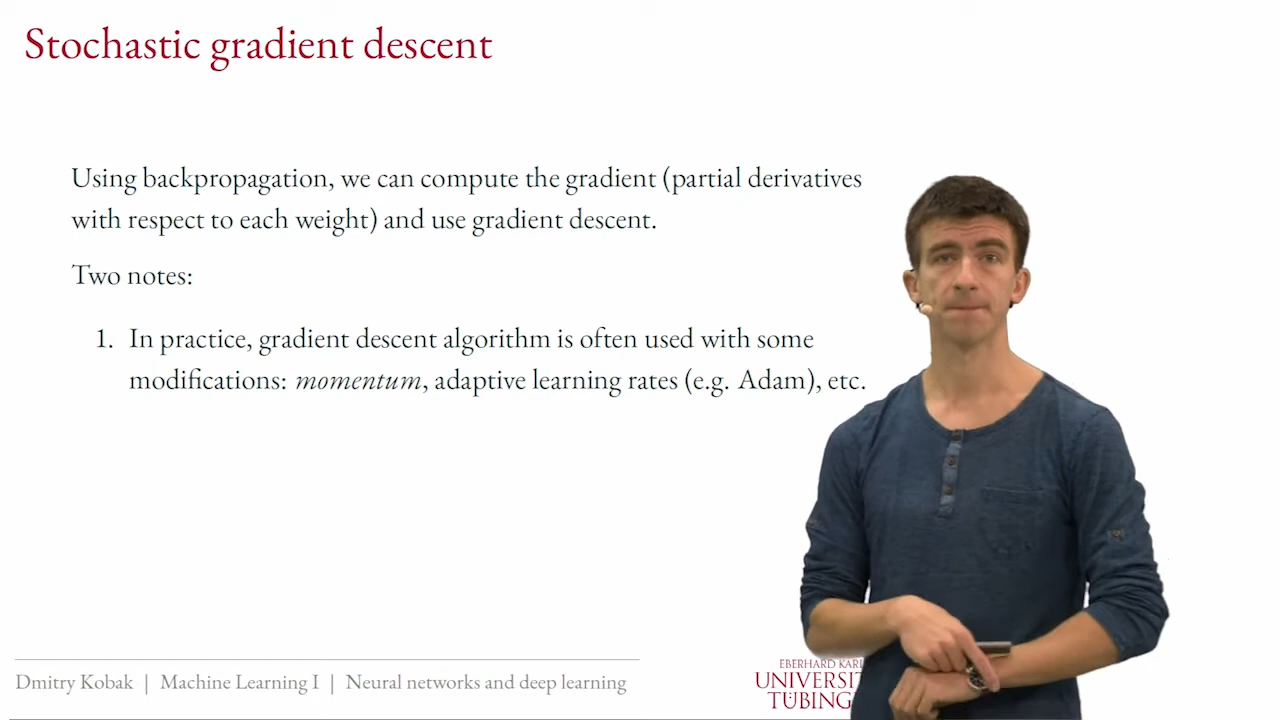 Stochastic gradient descent
Using backpropagation, we can compute the gradient (partial derivatives
with respect to each weight) and use gradient descent.
Two notes:
1. In practice, gradient descent algorithm is often used with some
modifications: momentum, adaptive learning rates (e.g. Adam), etc.
Dmitry Kobak | Machine Learning I | Neural networks and deep learning
EBERHARD KARL
UNIVERSIT
TÜBING